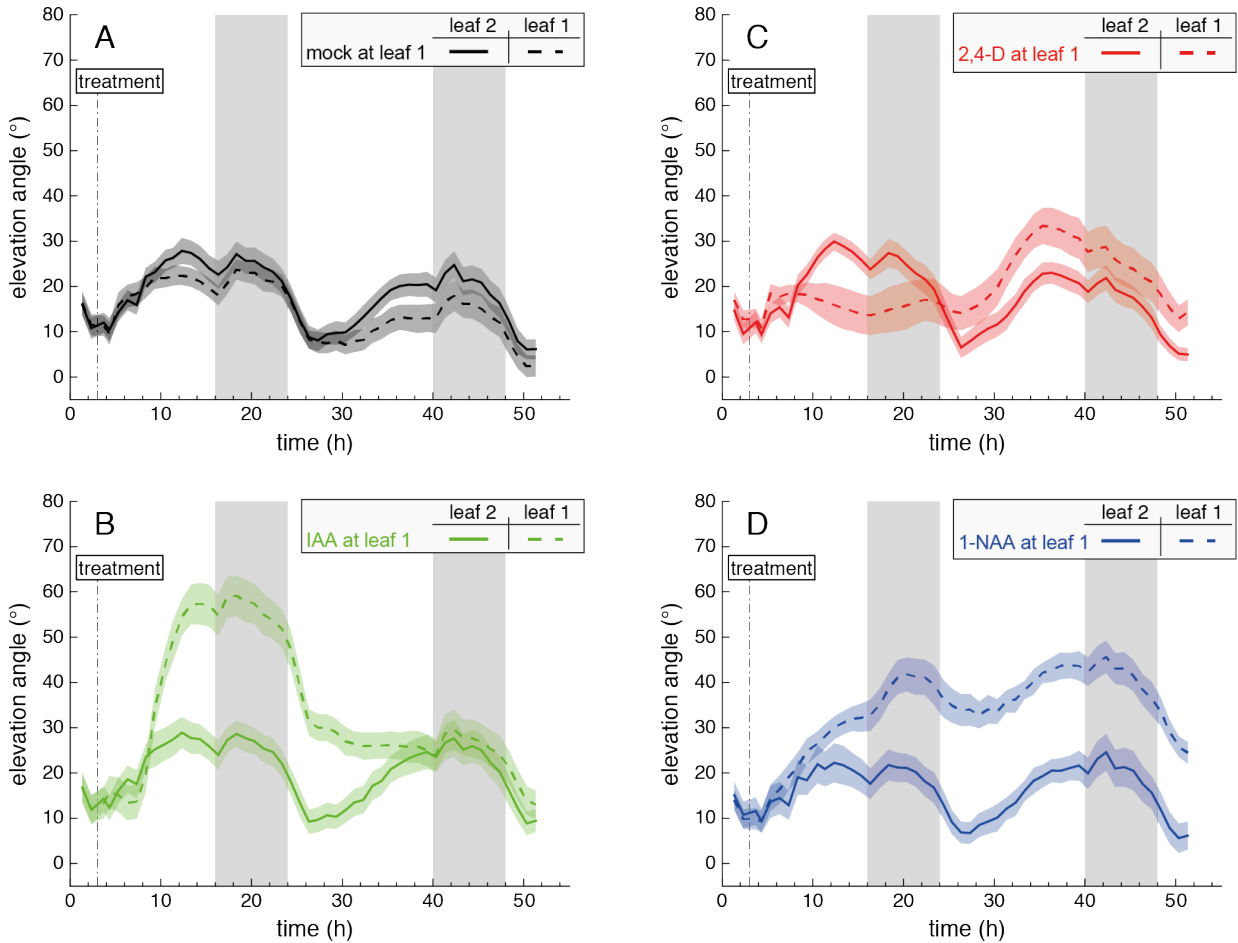 A
leaf 2 leaf 1
mock at leaf 1
treatment
80
70
60
50
40
30
20
10
0
elevation angle (°)
0 10 20 30 40 50
time (h)
C
leaf 2 leaf 1
2,4-D at leaf 1
treatment
80
70
60
50
40
30
20
10
0
elevation angle (°)
0 10 20 30 40 50
time (h)
B
leaf 2 leaf 1
IAA at leaf 1
treatment
80
70
60
50
40
30
20
10
0
elevation angle (°)
0 10 20 30 40 50
time (h)
D
leaf 2 leaf 1
1-NAA at leaf 1
treatment
80
70
60
50
40
30
20
10
0
elevation angle (°)
0 10 20 30 40 50
time (h)